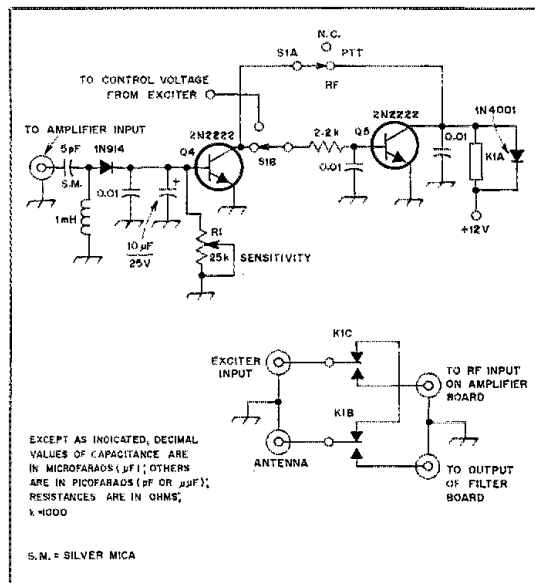 N.C.
S1A
PTT
RF
TO CONTROL VOLTAGE
FROM EXCITER
TO AMPLIFIER INPUT
5pF
S.M.
1N914
2N2222
Q4
S1B
2.2k
Q5
2N2222
1N4001
0.01
K1A
+12V
1mH
0.01
10 μF
25V
R1
25k
SENSITIVITY
0.01
K1C
EXCITER
INPUT
TO RF INPUT
ON AMPLIFIER
BOARD
K1B
ANTENNA
TO OUTPUT
OF FILTER
BOARD
EXCEPT AS INDICATED, DECIMAL
VALUES OF CAPACITANCE ARE
IN MICROFARADS (μF); OTHERS
ARE IN PICOFARADS (pF OR μμF);
RESISTANCES ARE IN OHMS;
k=1000
S.M. = SILVER MICA